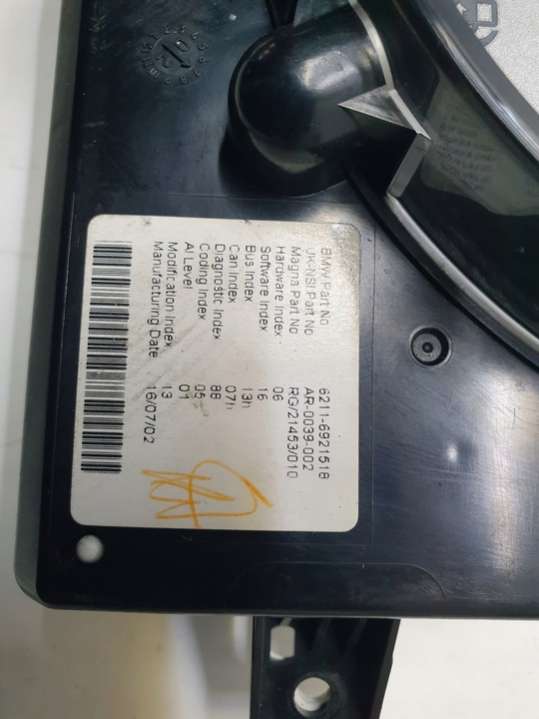 BMW Part No 6211-6921518
UK-NSI Part No AR-0039-002
Magna Part No RG/21453/010
Hardware Index 06
Software Index 16
Bus Index 13h
Can Index 07h
Diagnostic Index 88
Coding Index 05
AI Level 01
Modification Index 13
Manufacturing Date 16/07/02